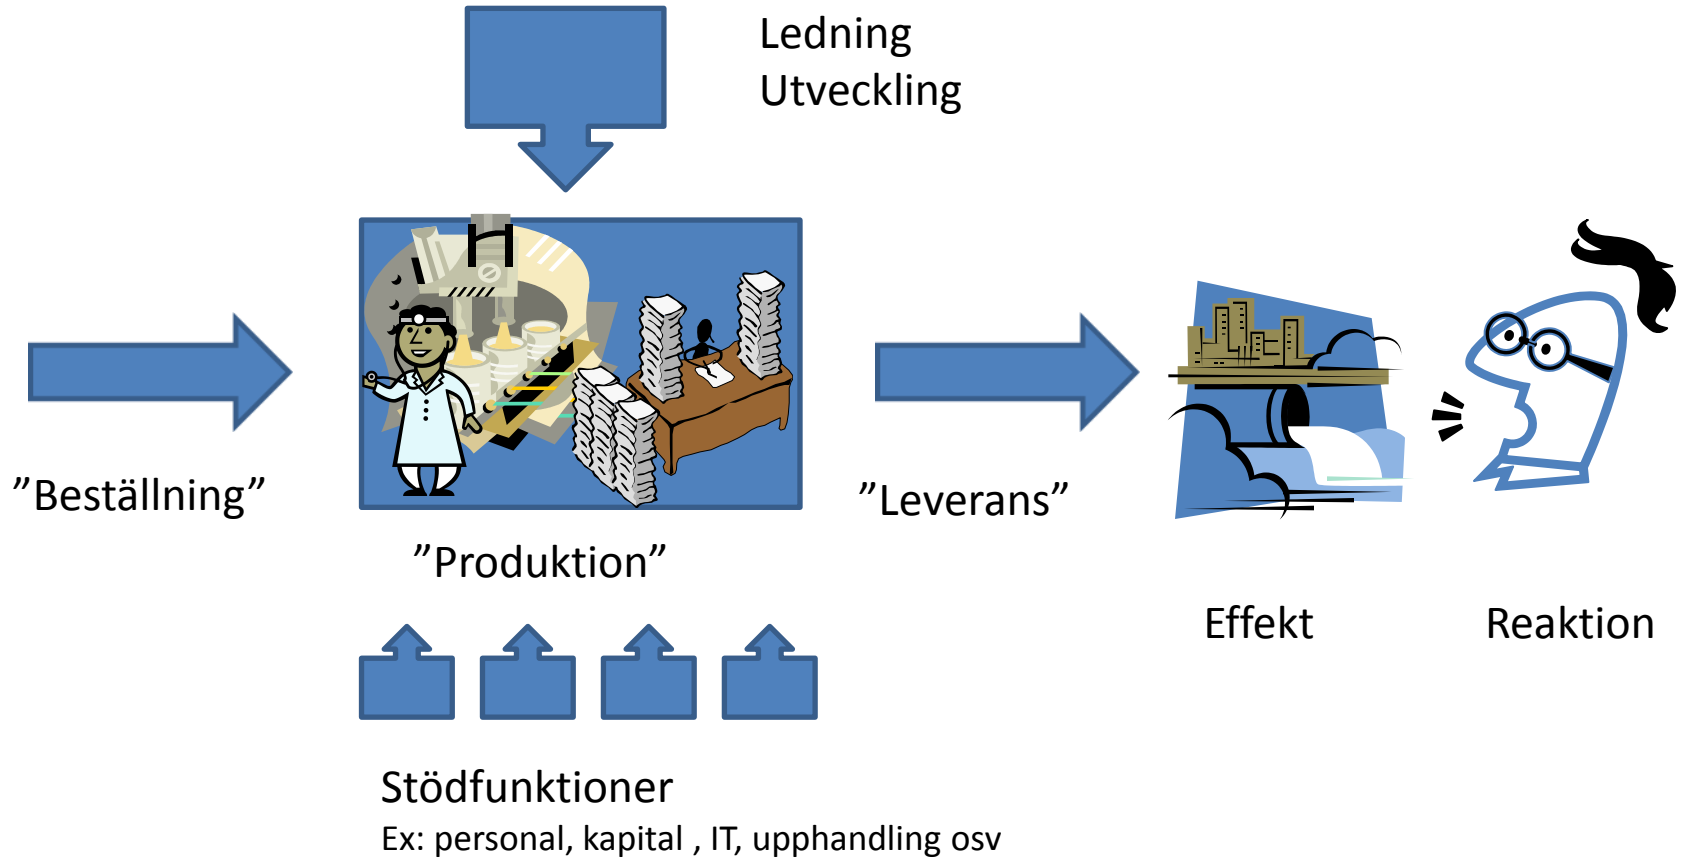 Ledning
Utveckling
”Beställning”
”Produktion”
”Leverans”
Effekt
Reaktion
Stödfunktioner
Ex: personal, kapital , IT, upphandling osv